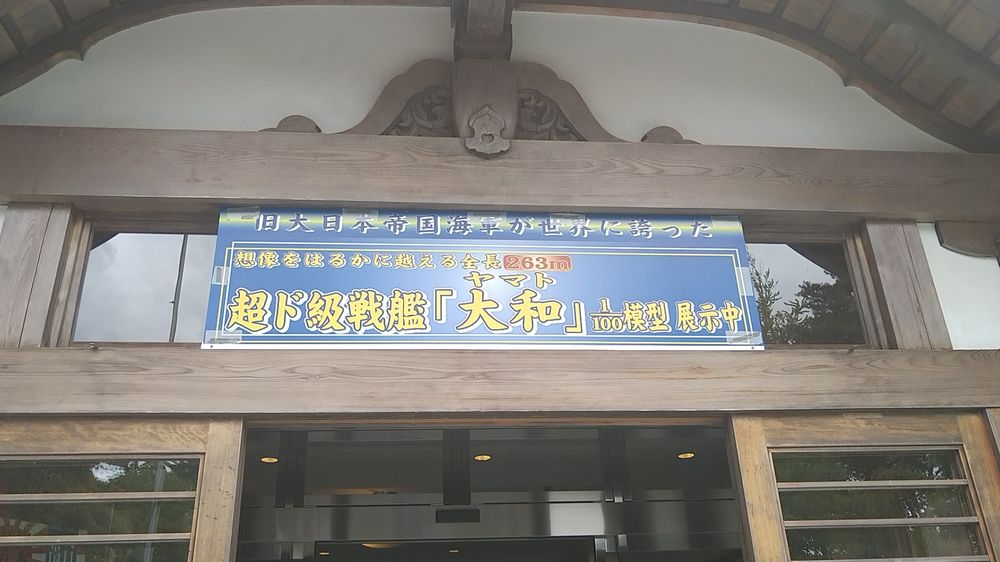 旧大日本帝国海軍が世界に誇った
想像をはるかに越える全長263m
ヤマト
超ド級戦艦「大和」1/100模型 展示中